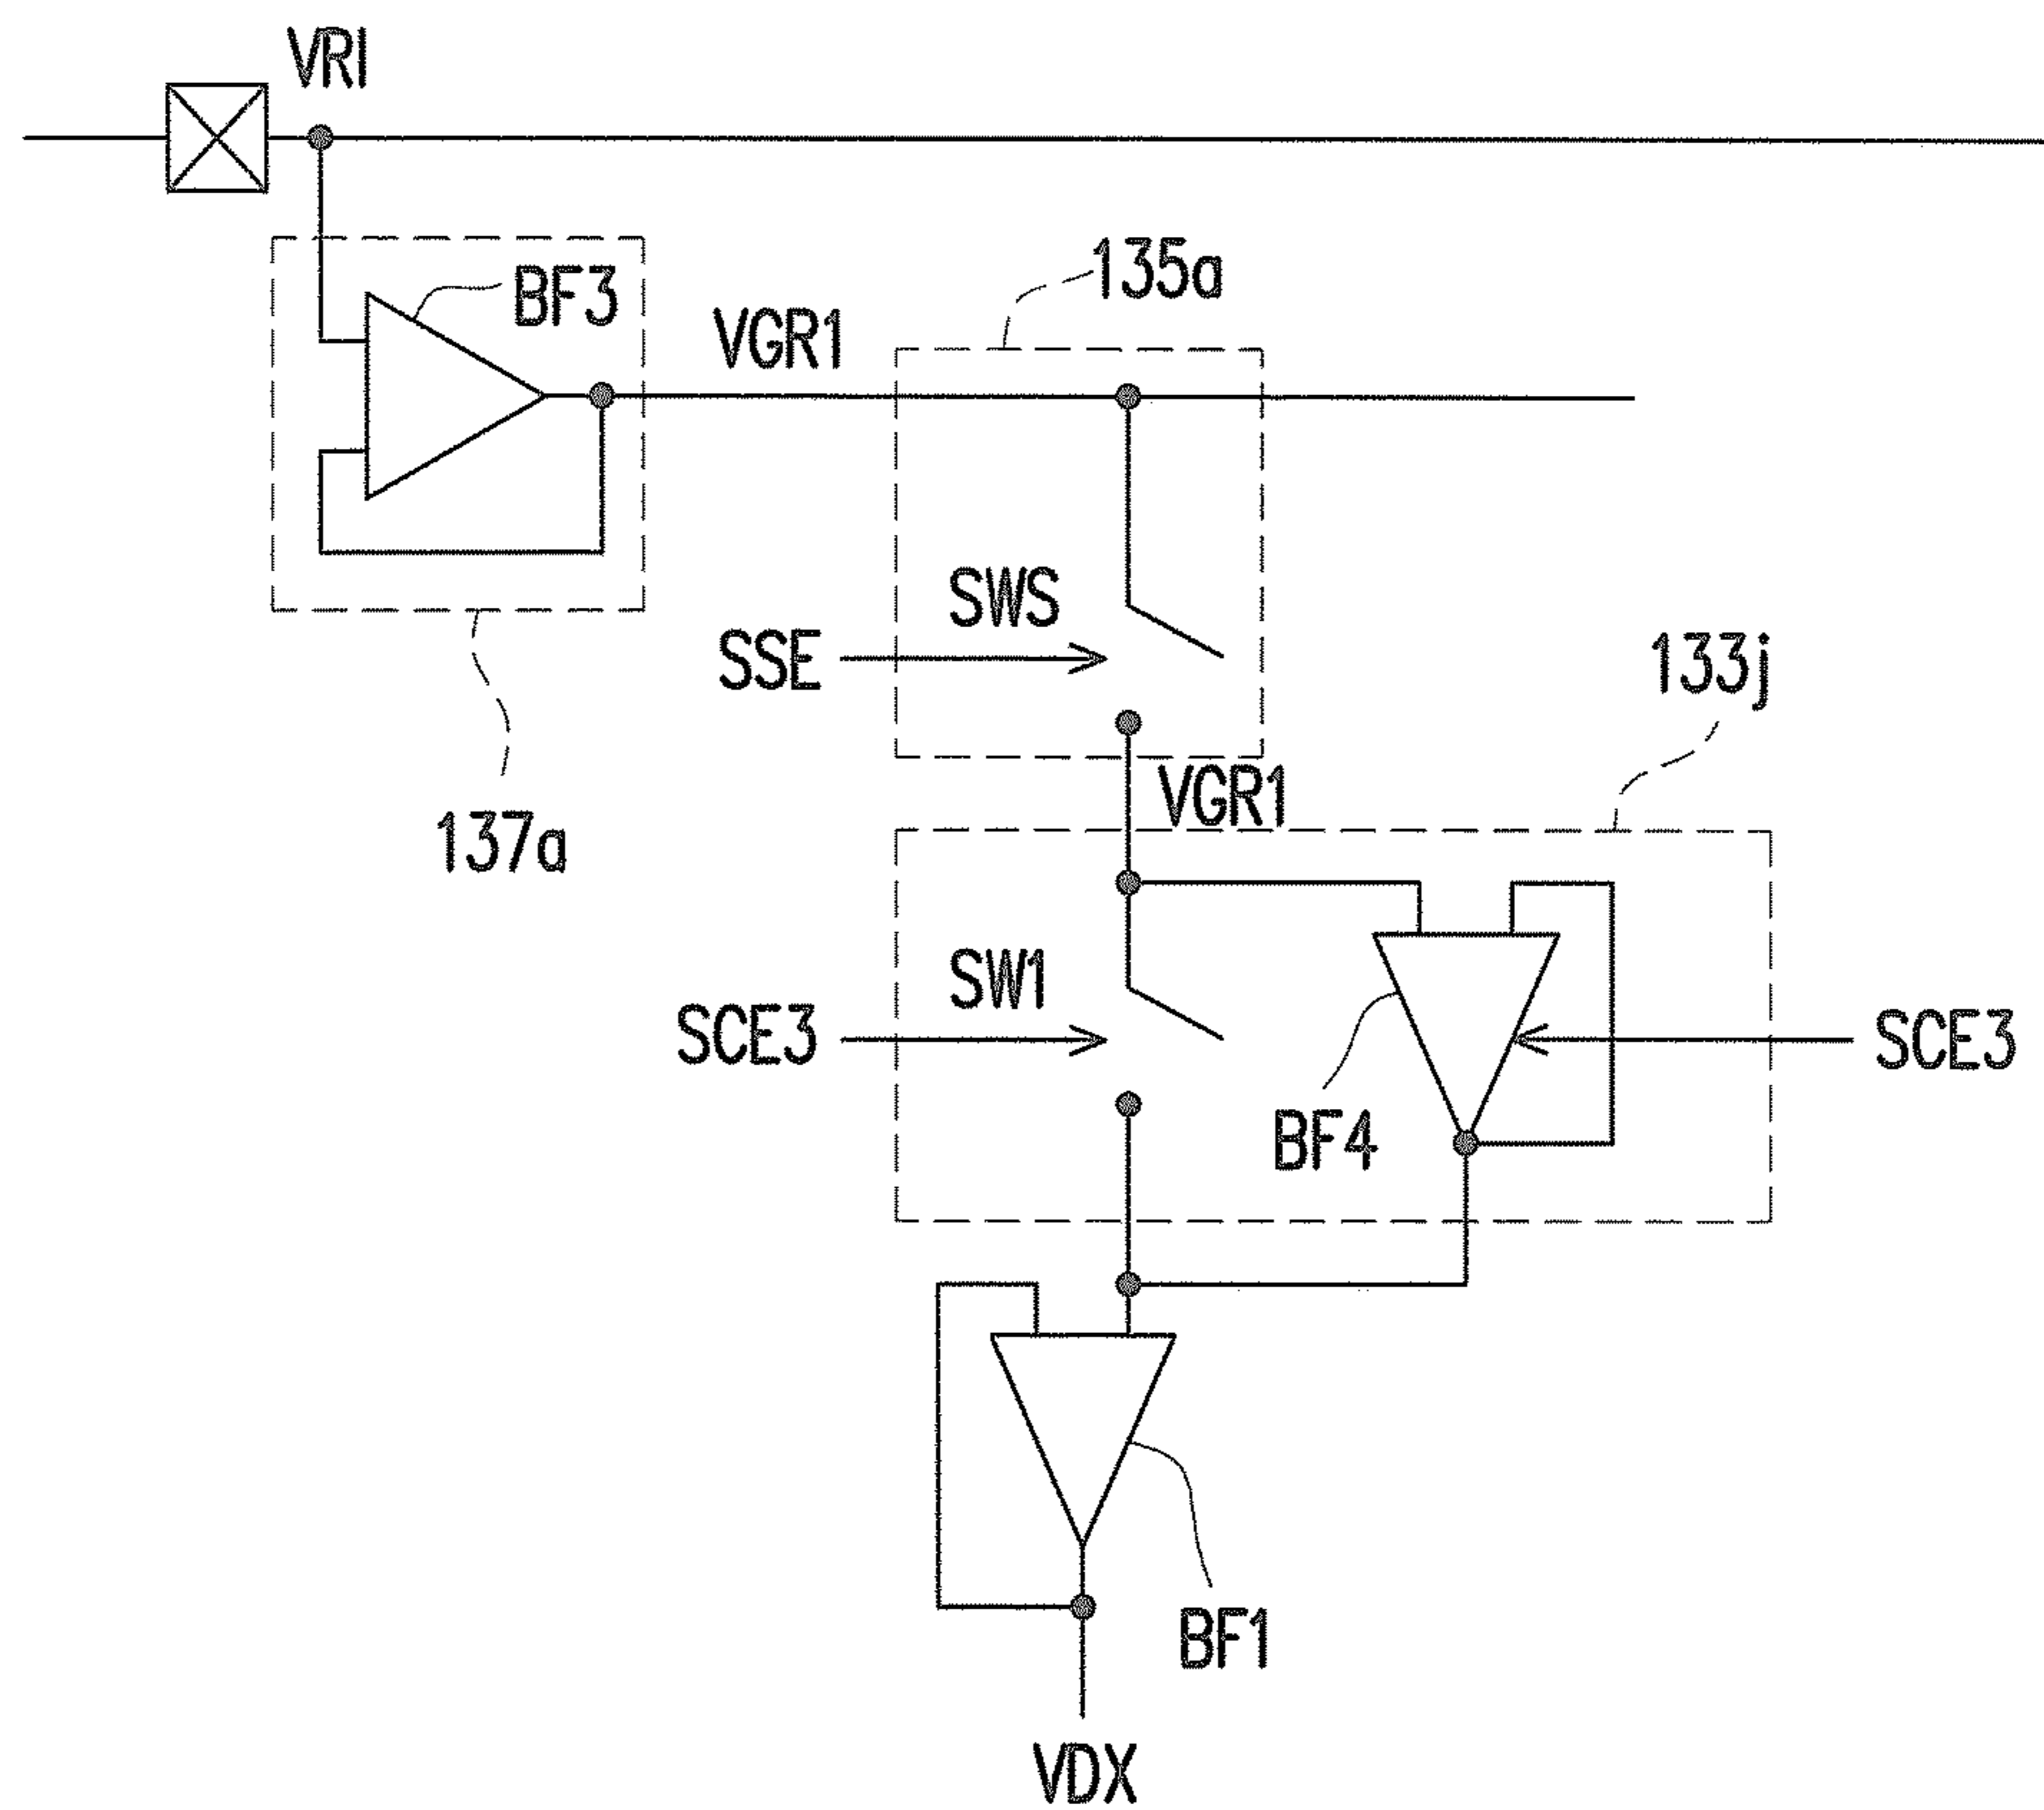 VRI
BF3
135a
VGR1
SWS
SSE
133j
VGR1
137a
SW1
SCE3
SCE3
BF4
BF1
VDX